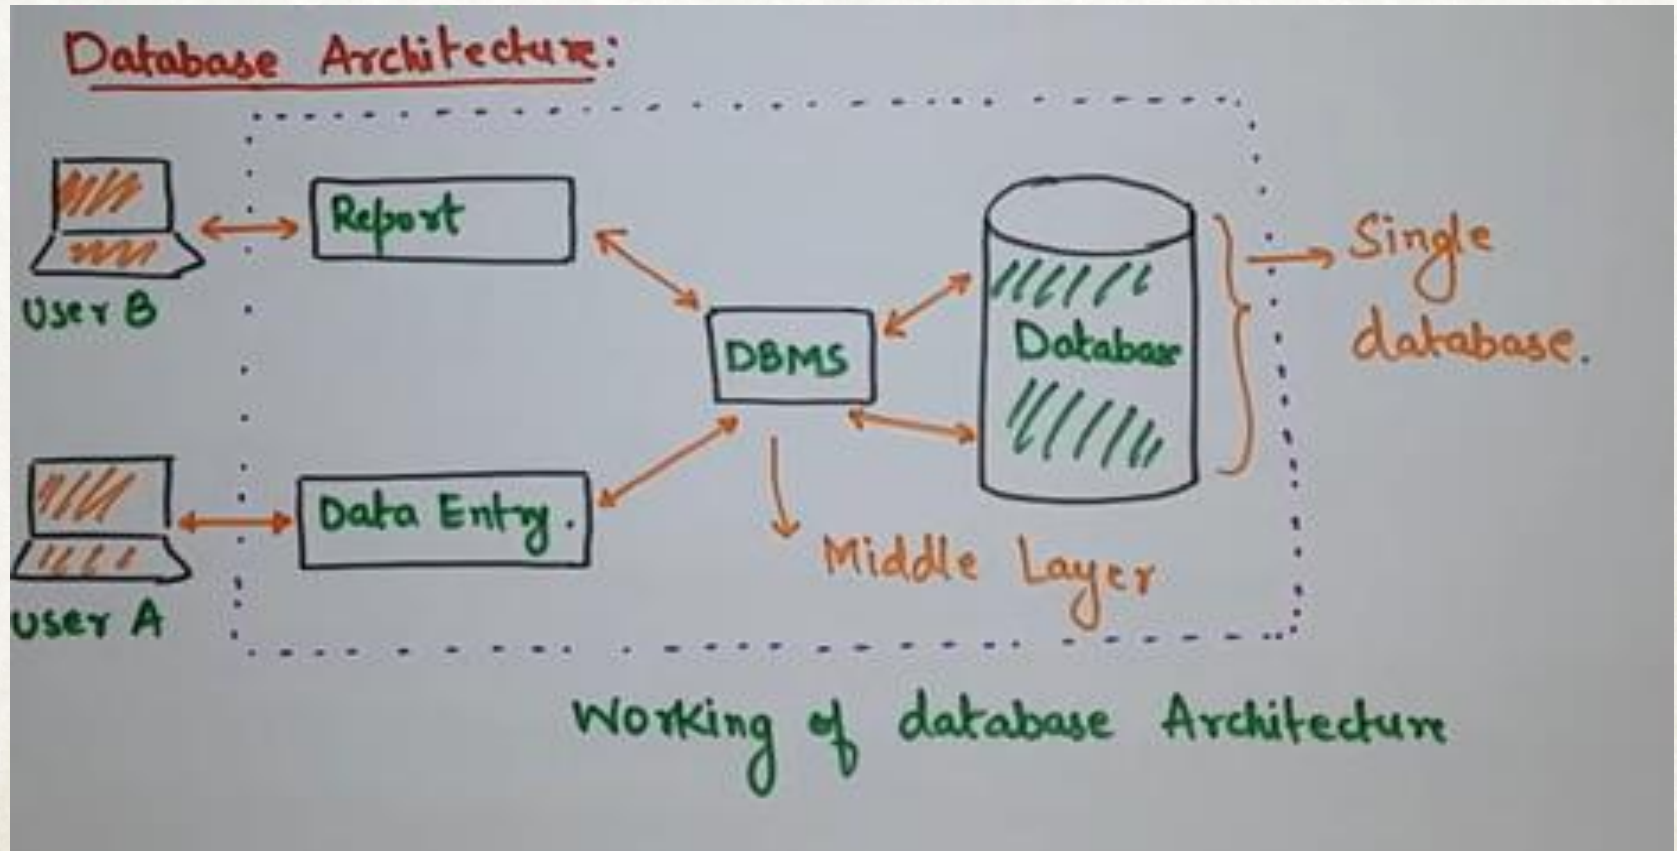 Database Architecture:
Report
User B
Single
database.
DBMS
Database
Data Entry.
Middle Layer
User A
Working of database Architecture